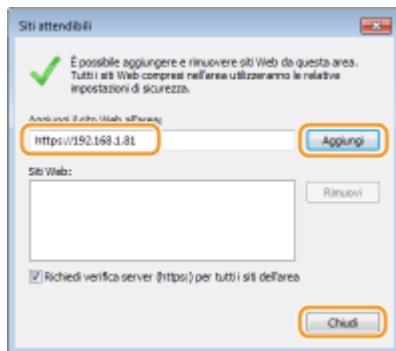 Siti attendibili
È possibile aggiungere e rimuovere siti Web da questa area.
Tutti i siti Web compresi nell'area utilizzeranno le relative
impostazioni di sicurezza.
Aggiungi il sito Web all'area:
https://192.168.1.81
Aggiungi
Siti Web:
Rimuovi
Richiedi verifica server (https:) per tutti i siti dell'area
Chiudi